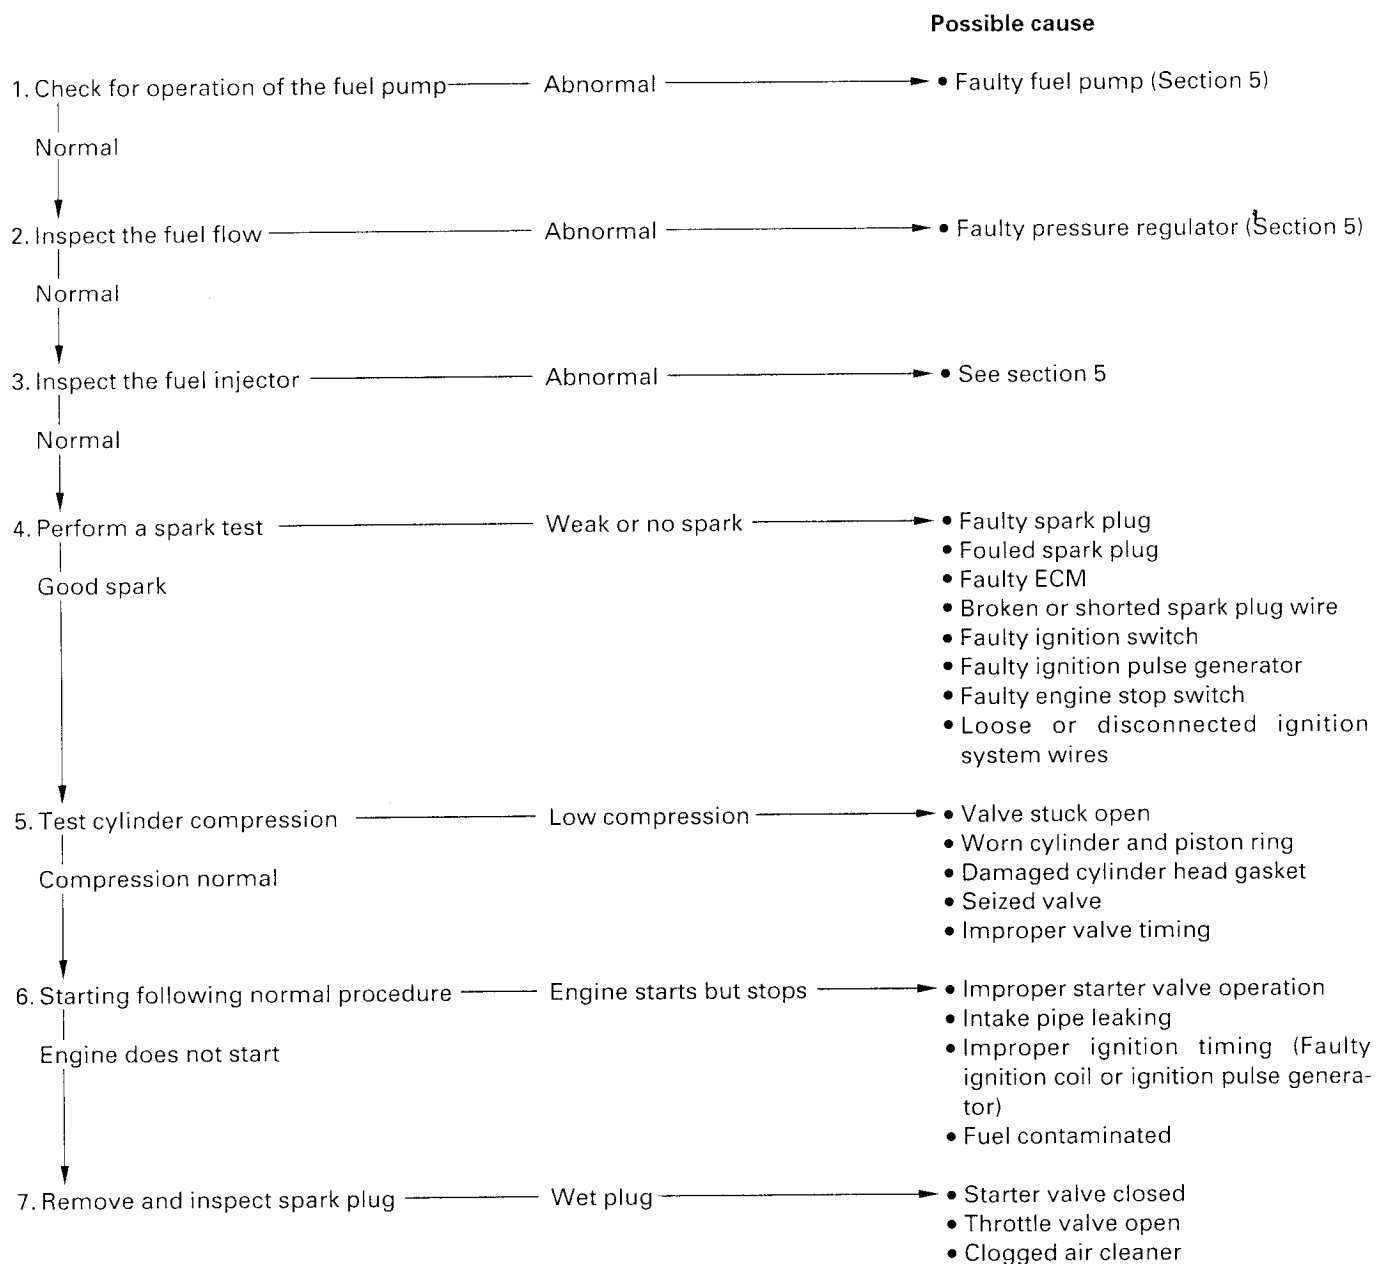 Possible cause
1. Check for operation of the fuel pump Abnormal • Faulty fuel pump (Section 5)
Normal
2. Inspect the fuel flow Abnormal • Faulty pressure regulator (Section 5)
Normal
3. Inspect the fuel injector Abnormal • See section 5
Normal
4. Perform a spark test Weak or no spark • Faulty spark plug
• Fouled spark plug
Good spark
• Faulty ECM
• Broken or shorted spark plug wire
• Faulty ignition switch
• Faulty ignition pulse generator
• Faulty engine stop switch
• Loose or disconnected ignition
system wires
5. Test cylinder compression Low compression • Valve stuck open
• Worn cylinder and piston ring
Compression normal
• Damaged cylinder head gasket
• Seized valve
• Improper valve timing
6. Starting following normal procedure Engine starts but stops • Improper starter valve operation
• Intake pipe leaking
Engine does not start
• Improper ignition timing (Faulty
ignition coil or ignition pulse genera-
tor)
• Fuel contaminated
7. Remove and inspect spark plug Wet plug • Starter valve closed
• Throttle valve open
• Clogged air cleaner